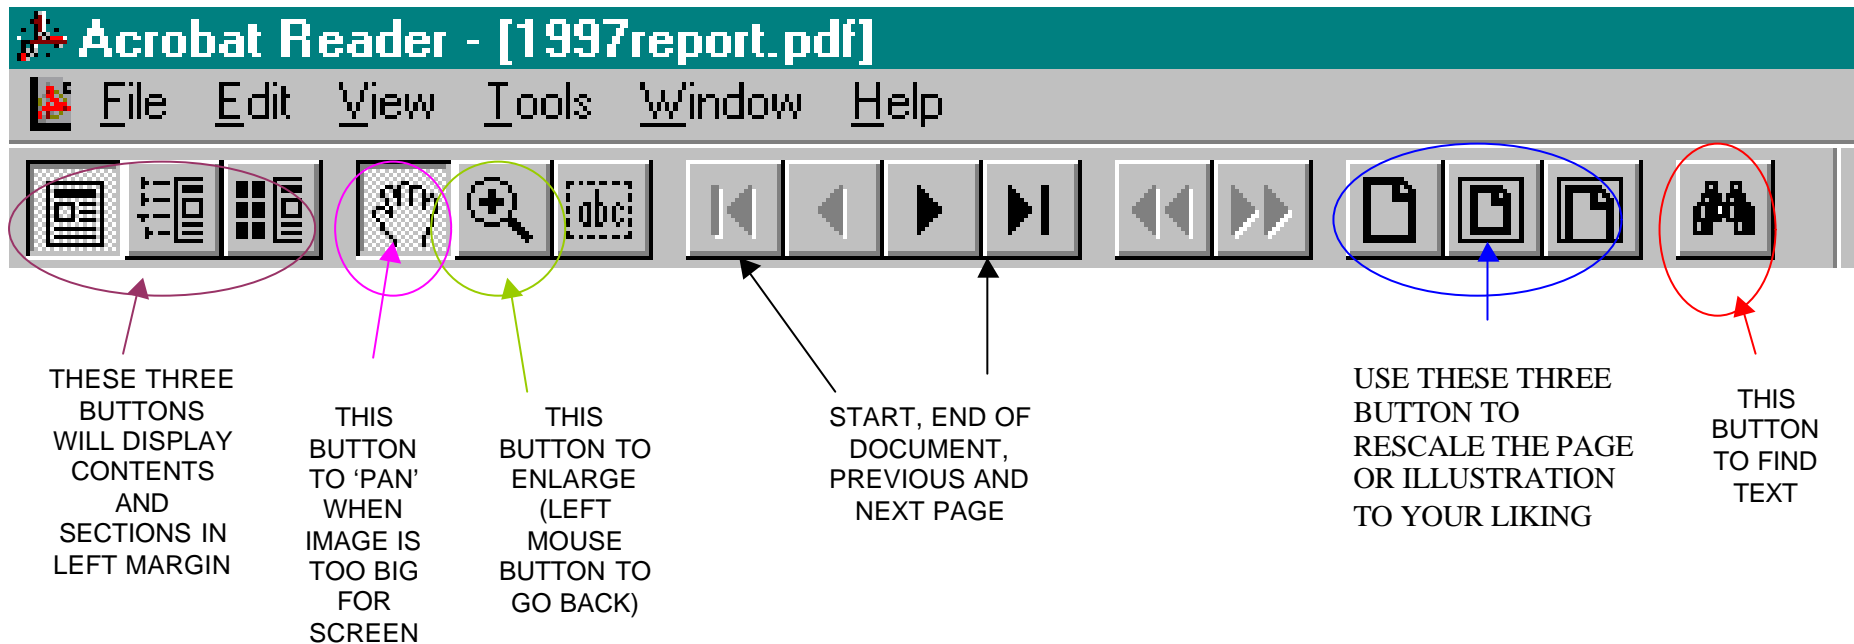 Acrobat Reader - [1997report.pdf]
File Edit View Tools Window Help
abc
THESE THREE
BUTTONS
WILL DISPLAY
CONTENTS
AND
SECTIONS IN
LEFT MARGIN
THIS
BUTTON
TO ‘PAN’
WHEN
IMAGE IS
TOO BIG
FOR
SCREEN
THIS
BUTTON TO
ENLARGE
(LEFT
MOUSE
BUTTON TO
GO BACK)
START, END OF
DOCUMENT,
PREVIOUS AND
NEXT PAGE
USE THESE THREE
BUTTON TO
RESCALE THE PAGE
OR ILLUSTRATION
TO YOUR LIKING
THIS
BUTTON
TO FIND
TEXT